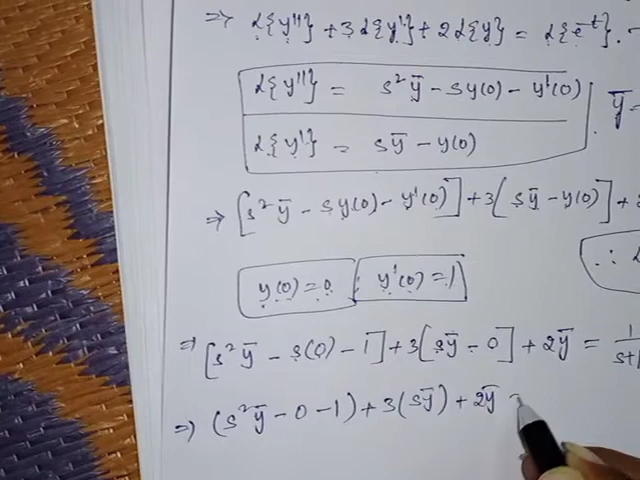 ⇒ L{y''} + 3L{y'} + 2L{y} = L{e^-t}.
L{y''} = s²ȳ - sy(0) - y'(0)
ȳ =
L{y'} = sȳ - y(0)
⇒ [s²ȳ - sy(0) - y'(0)] + 3[sȳ - y(0)] +
∴ L
y(0) = 0 y'(0) = 1
⇒ [s²ȳ - s(0) - 1] + 3[sȳ - 0] + 2ȳ = 1/s+1
⇒ (s²ȳ - 0 - 1) + 3(sȳ) + 2ȳ =